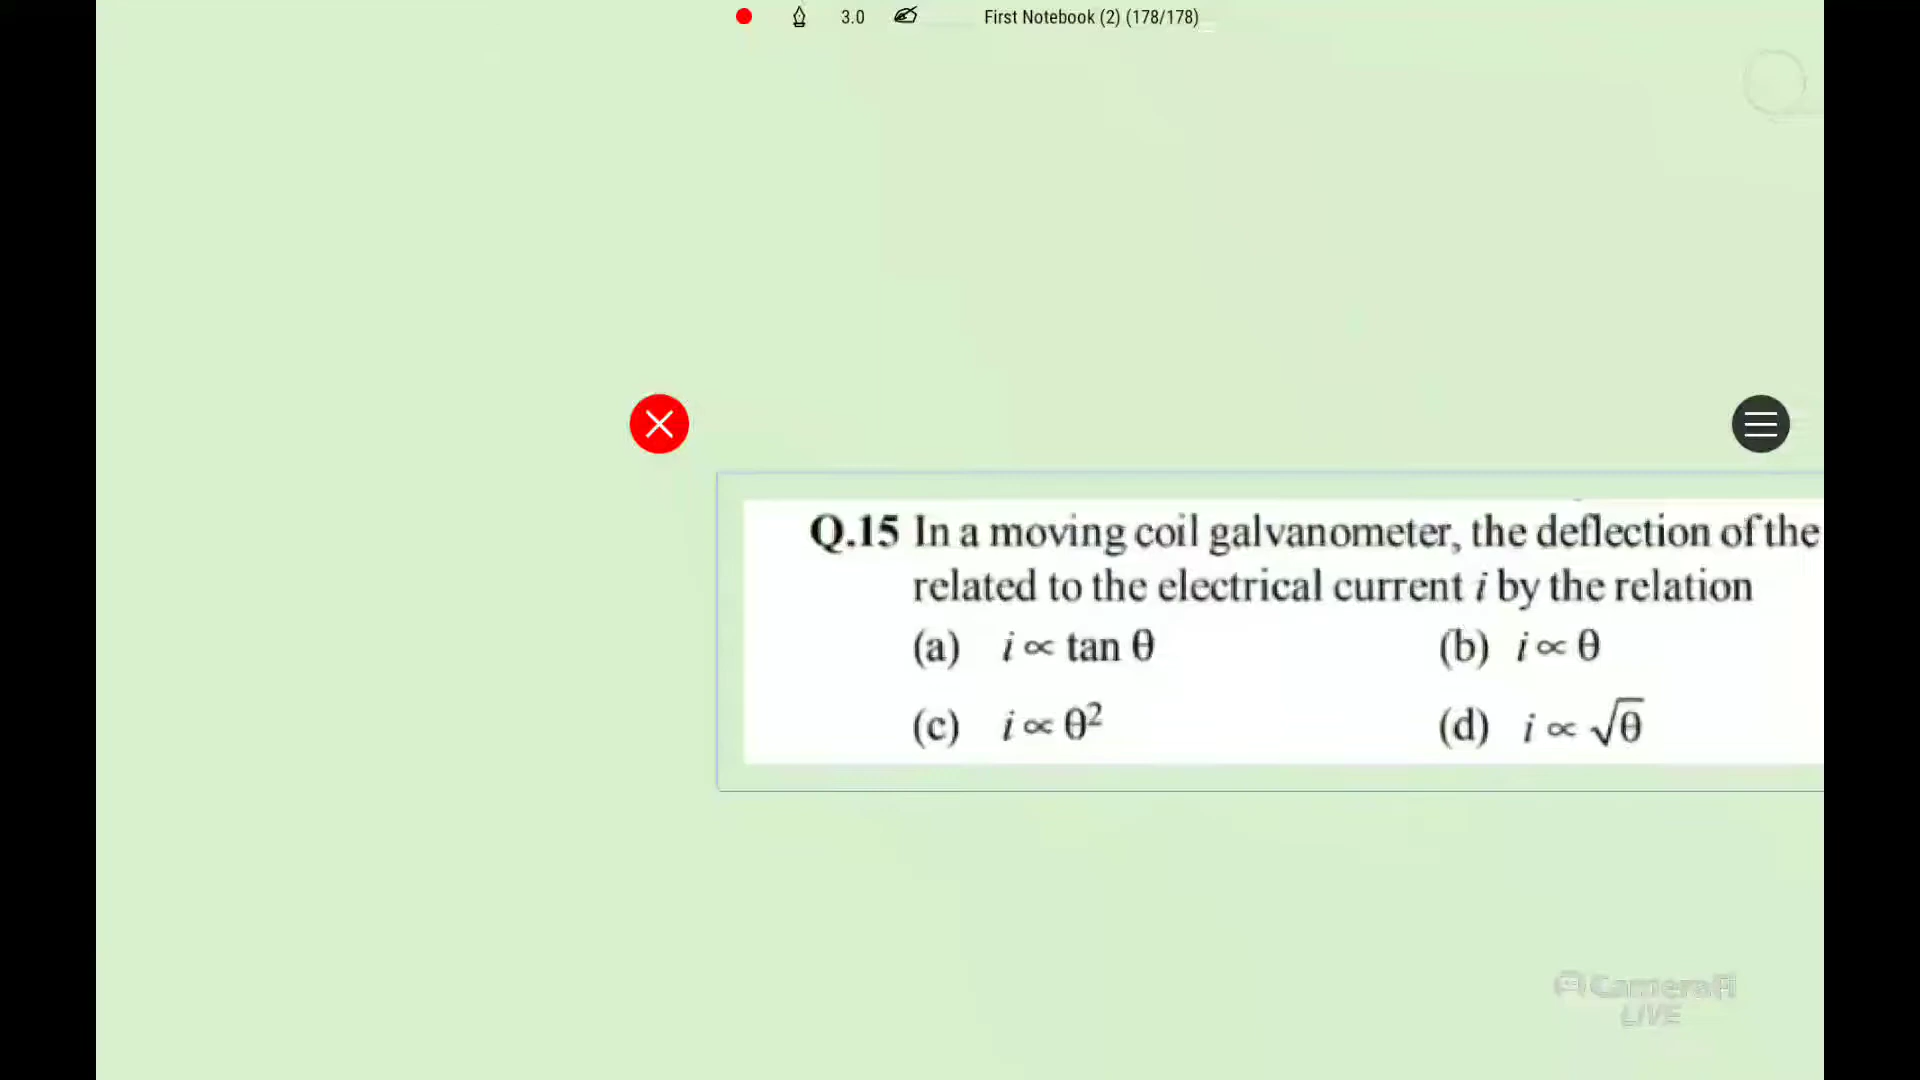 3.0 First Notebook (2) (178/178)
Q.15 In a moving coil galvanometer, the deflection of the
related to the electrical current i by the relation
(a) i ∝ tan θ (b) i ∝ θ
(c) i ∝ θ² (d) i ∝ √θ
CameraFi
LIVE